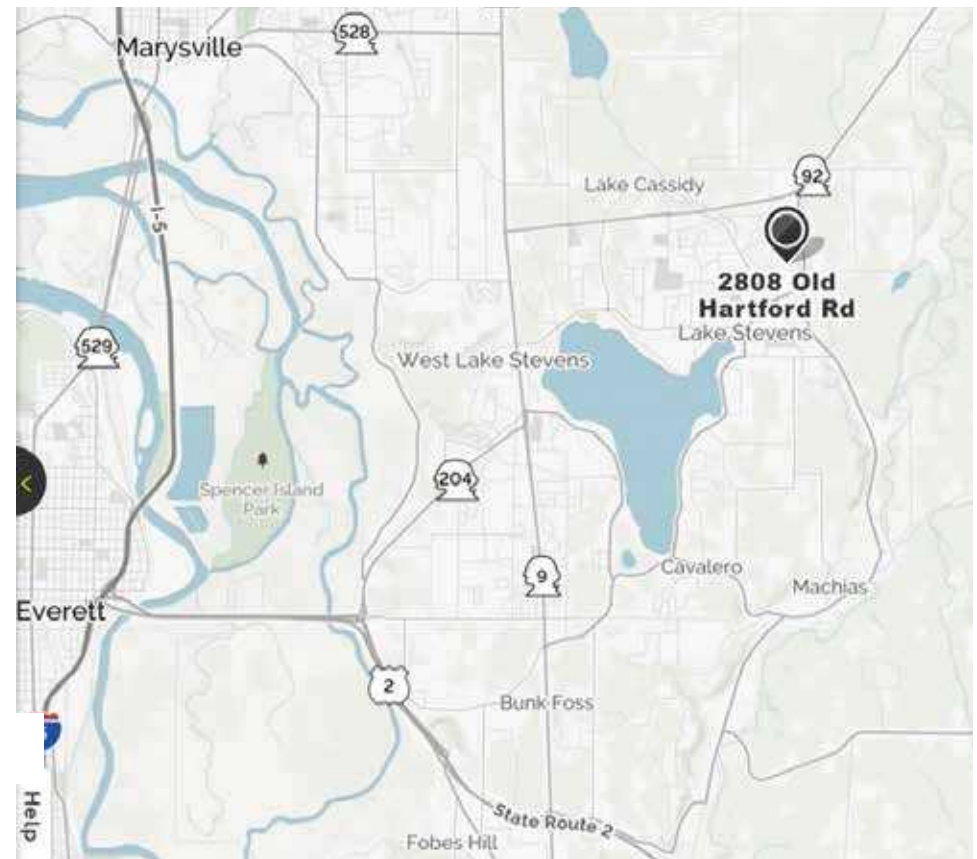 528
Marysville
92
Lake Cassidy
I-5
2808 Old
Hartford Rd
Lake Stevens
529
West Lake Stevens
204
Spencer Island
Park
9
Cavalero
Machias
Everett
2
Bunk Foss
Help
State Route 2
Fobes Hill